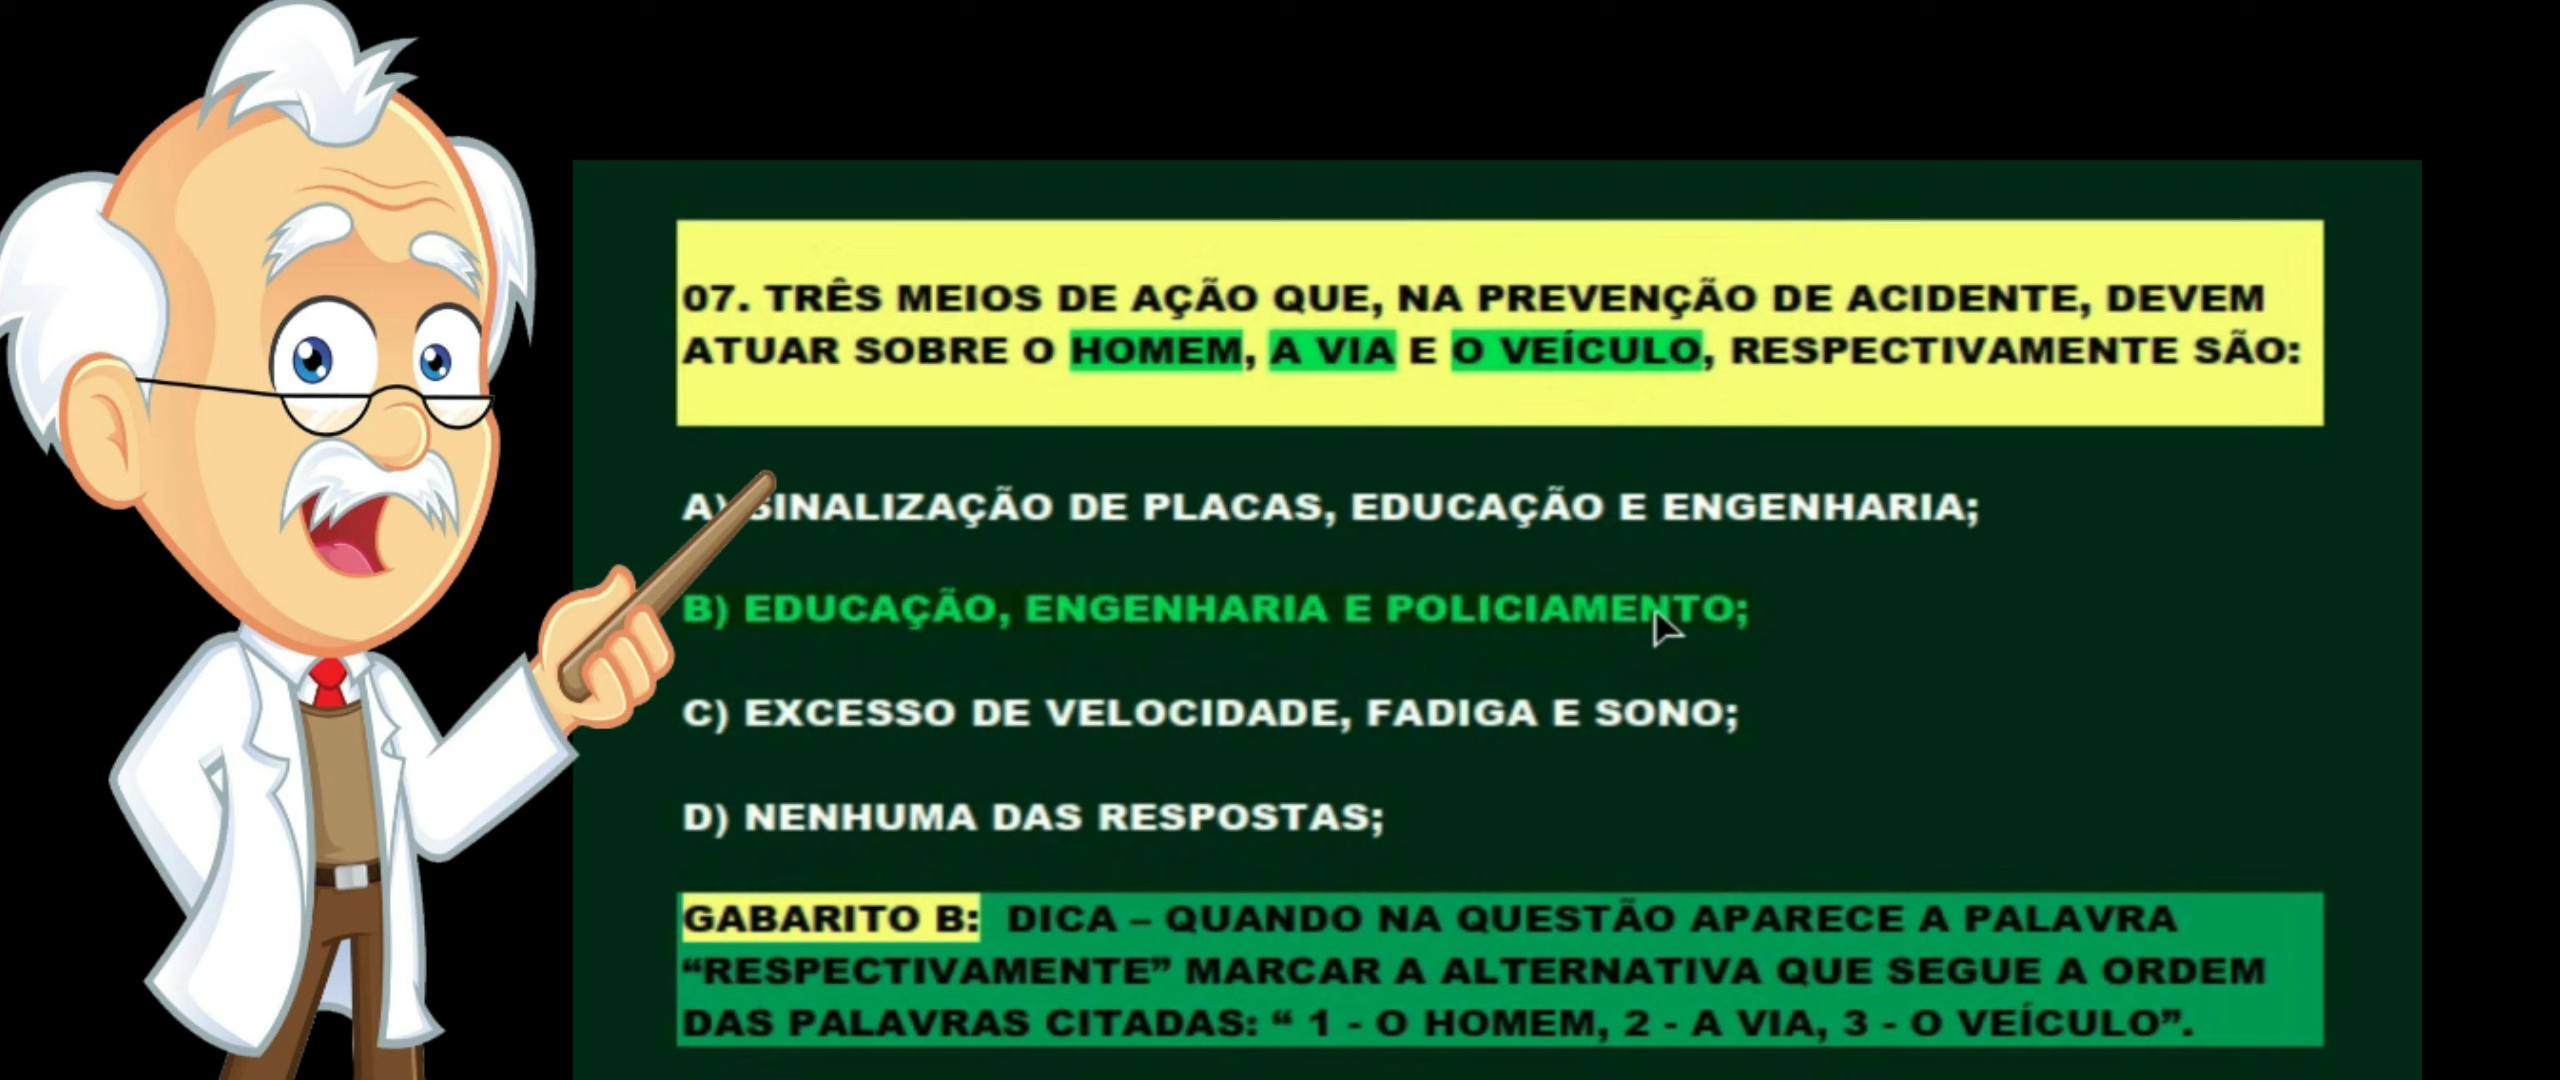 07. TRÊS MEIOS DE AÇÃO QUE, NA PREVENÇÃO DE ACIDENTE, DEVEM
ATUAR SOBRE O HOMEM, A VIA E O VEÍCULO, RESPECTIVAMENTE SÃO:
A) SINALIZAÇÃO DE PLACAS, EDUCAÇÃO E ENGENHARIA;
B) EDUCAÇÃO, ENGENHARIA E POLICIAMENTO;
C) EXCESSO DE VELOCIDADE, FADIGA E SONO;
D) NENHUMA DAS RESPOSTAS;
GABARITO B: DICA – QUANDO NA QUESTÃO APARECE A PALAVRA
“RESPECTIVAMENTE” MARCAR A ALTERNATIVA QUE SEGUE A ORDEM
DAS PALAVRAS CITADAS: “ 1 - O HOMEM, 2 - A VIA, 3 - O VEÍCULO”.